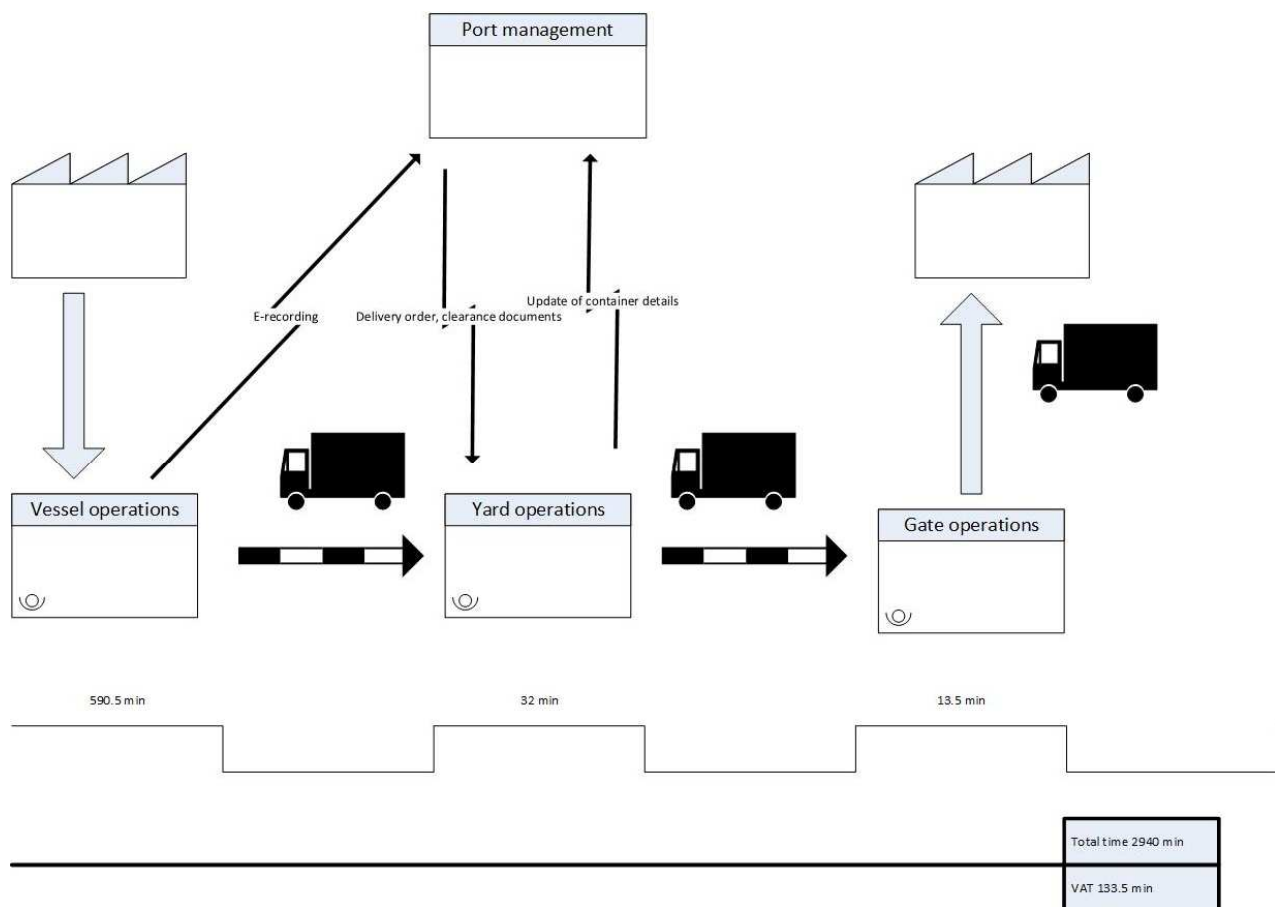 Port management
E-recording
Delivery order, clearance documents
Update of container details
Vessel operations
Yard operations
Gate operations
590.5 min
32 min
13.5 min
Total time 2940 min
VAT 133.5 min